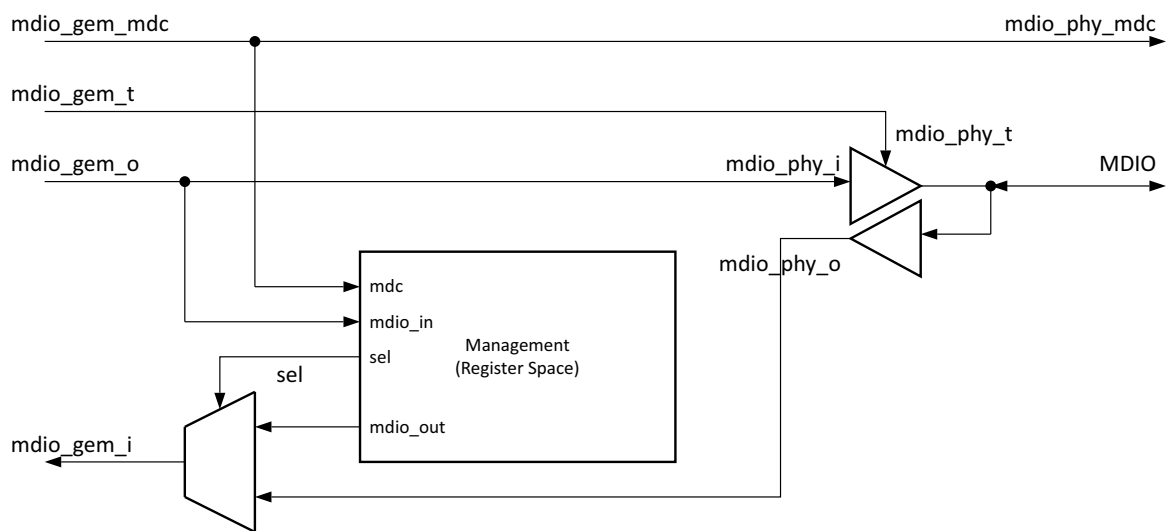 mdio_gem_mdc
mdio_phy_mdc
mdio_gem_t
mdio_phy_t
mdio_gem_o
mdio_phy_i
MDIO
mdio_phy_o
mdc
mdio_in
Management
(Register Space)
sel
sel
mdio_out
mdio_gem_i